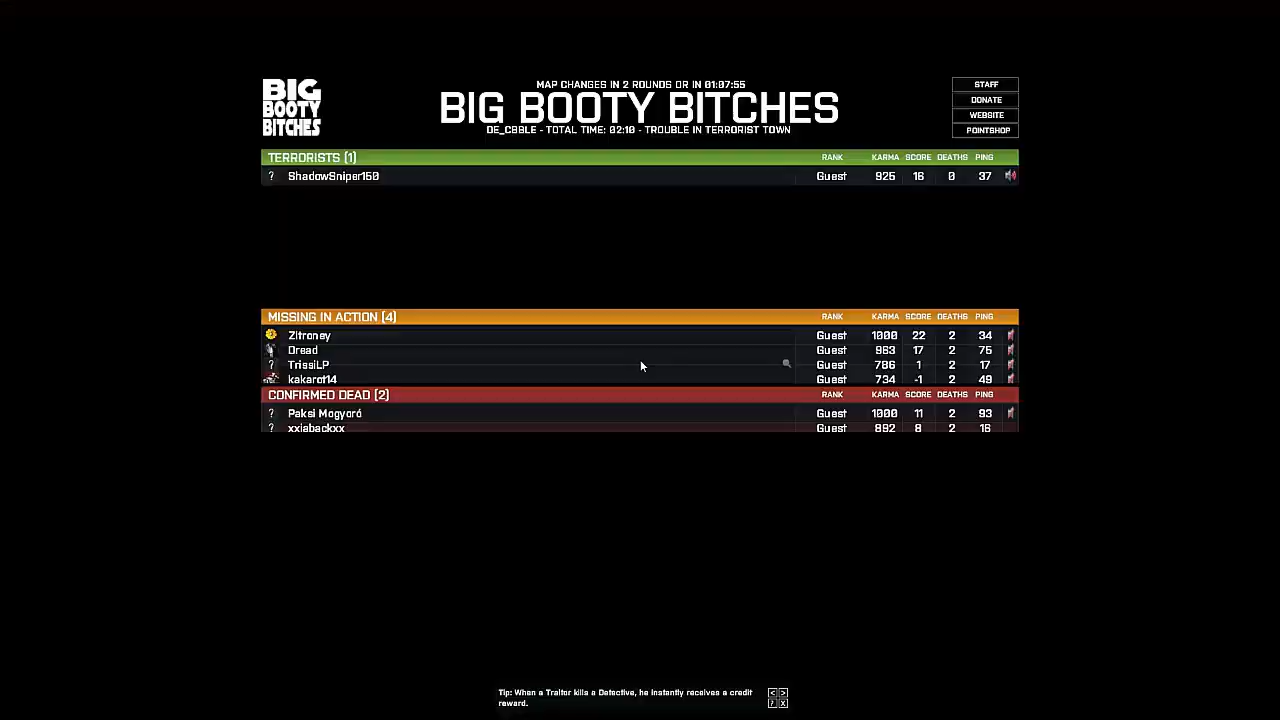 BIG
BOOTY
BITCHES
MAP CHANGES IN 2 ROUNDS OR IN 01:07:55
BIG BOOTY BITCHES
DE_CBBLE - TOTAL TIME: 02:18 - TROUBLE IN TERRORIST TOWN
STAFF
DONATE
WEBSITE
POINTSHOP
TERRORISTS (1) RANK KARMA SCORE DEATHS PING
? ShadowSniper150 Guest 925 16 0 37
MISSING IN ACTION (4) RANK KARMA SCORE DEATHS PING
Zitroney Guest 1000 22 2 34
Dread Guest 963 17 2 75
? TrissiLP Guest 786 1 2 17
kakarot14 Guest 734 -1 2 49
CONFIRMED DEAD (2) RANK KARMA SCORE DEATHS PING
? Paksi Mogyoró Guest 1000 11 2 93
? xxlabackxx Guest 892 8 2 16
Tip: When a Traitor kills a Detective, he instantly receives a credit
reward.
< >
? X